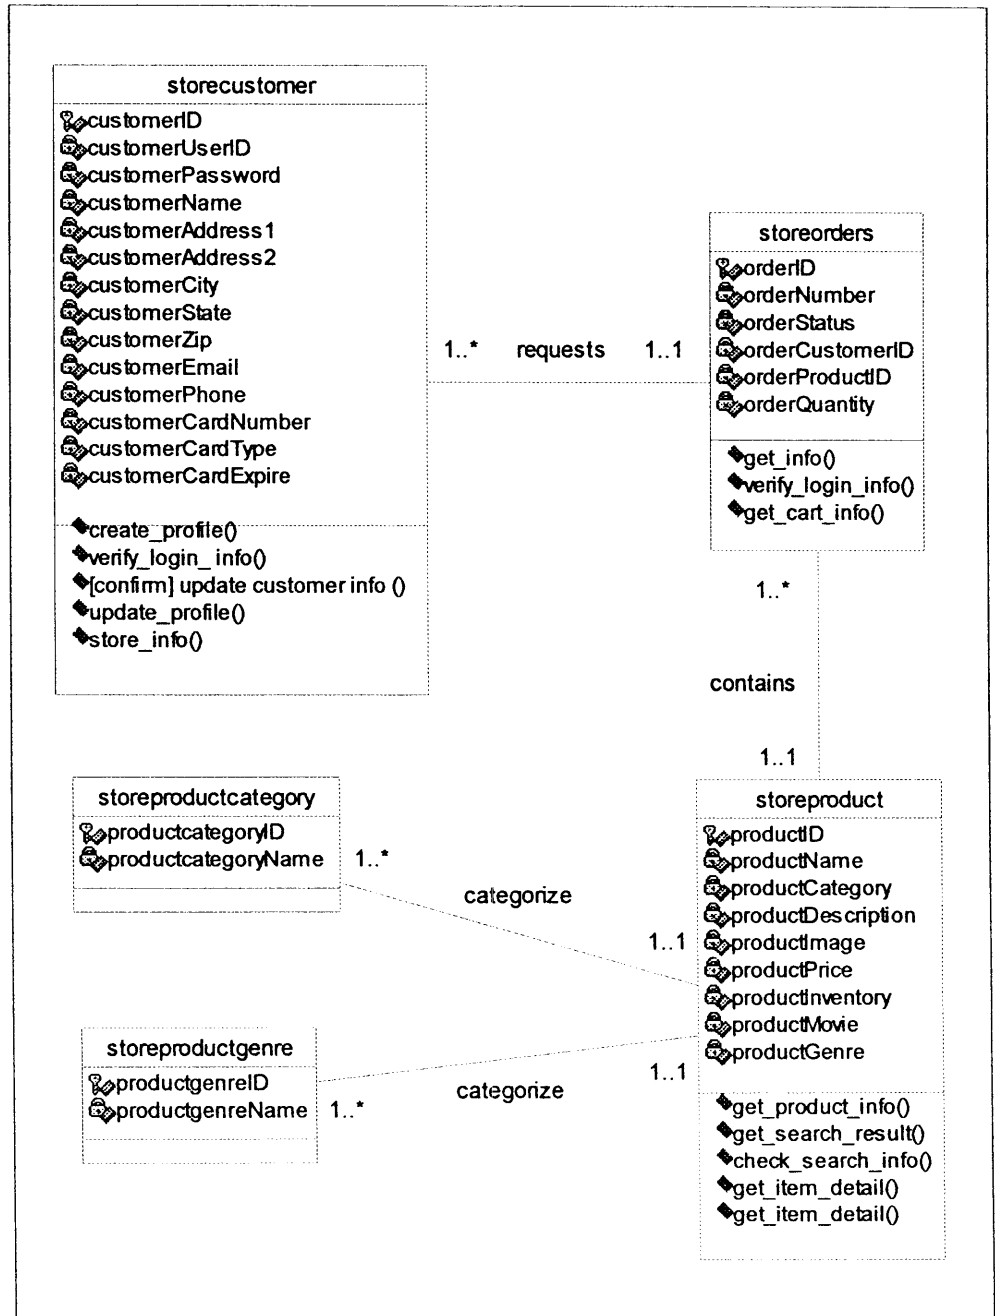 storecustomer
customerID
customerUserID
customerPassword
customerName
customerAddress1
customerAddress2
customerCity
customerState
customerZip
customerEmail
customerPhone
customerCardNumber
customerCardType
customerCardExpire
create_profile()
verify_login_ info()
[confirm] update customer info ()
update_profile()
store_info()
1..* requests 1..1
storeorders
orderID
orderNumber
orderStatus
orderCustomerID
orderProductID
orderQuantity
get_info()
verify_login_info()
get_cart_info()
1..*
contains
1..1
storeproductcategory
productcategoryID
productcategoryName
1..*
categorize
1..1
storeproductgenre
productgenreID
productgenreName
1..*
categorize
1..1
storeproduct
productID
productName
productCategory
productDescription
productImage
productPrice
productInventory
productMovie
productGenre
get_product_info()
get_search_result()
check_search_info()
get_item_detail()
get_item_detail()